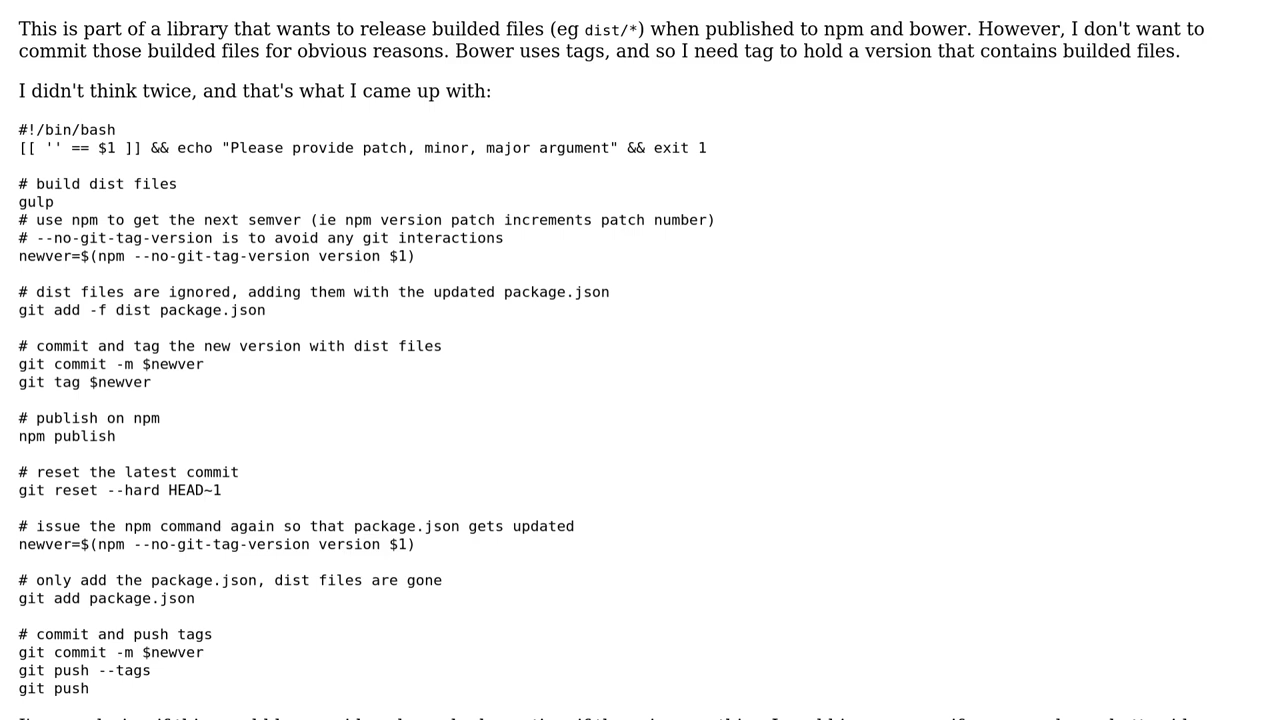 This is part of a library that wants to release builded files (eg dist/*) when published to npm and bower. However, I don't want to
commit those builded files for obvious reasons. Bower uses tags, and so I need tag to hold a version that contains builded files.
I didn't think twice, and that's what I came up with:
#!/bin/bash
[[ '' == $1 ]] && echo "Please provide patch, minor, major argument" && exit 1
# build dist files
gulp
# use npm to get the next semver (ie npm version patch increments patch number)
# --no-git-tag-version is to avoid any git interactions
newver=$(npm --no-git-tag-version version $1)
# dist files are ignored, adding them with the updated package.json
git add -f dist package.json
# commit and tag the new version with dist files
git commit -m $newver
git tag $newver
# publish on npm
npm publish
# reset the latest commit
git reset --hard HEAD~1
# issue the npm command again so that package.json gets updated
newver=$(npm --no-git-tag-version version $1)
# only add the package.json, dist files are gone
git add package.json
# commit and push tags
git commit -m $newver
git push --tags
git push